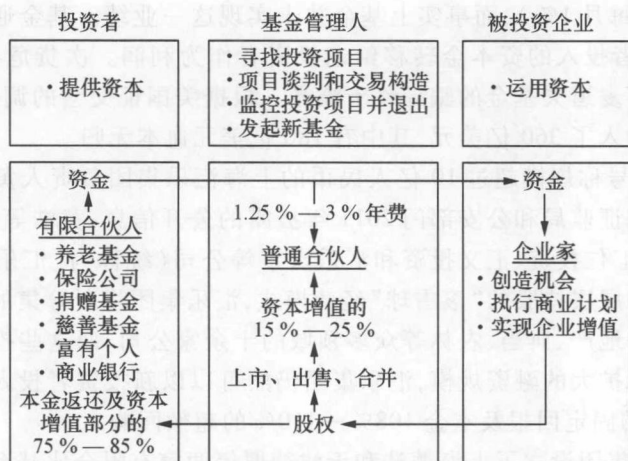 投资者
· 提供资本
基金管理人
· 寻找投资项目
· 项目谈判和交易构造
· 监控投资项目并退出
发起新基金
被投资企业
运用资本
资金
有限合伙人
养老基金
· 保险公司
· 捐赠基金
· 慈善基金
· 富有个人
商业银行
本金返还及资本
增值部分的
75%—85%
1.25%—3%年费
普通合伙人
资本增值的
15%—25%
上市、出售、合并
股权
资金
企业家
· 创造机会
· 执行商业计划
· 实现企业增值